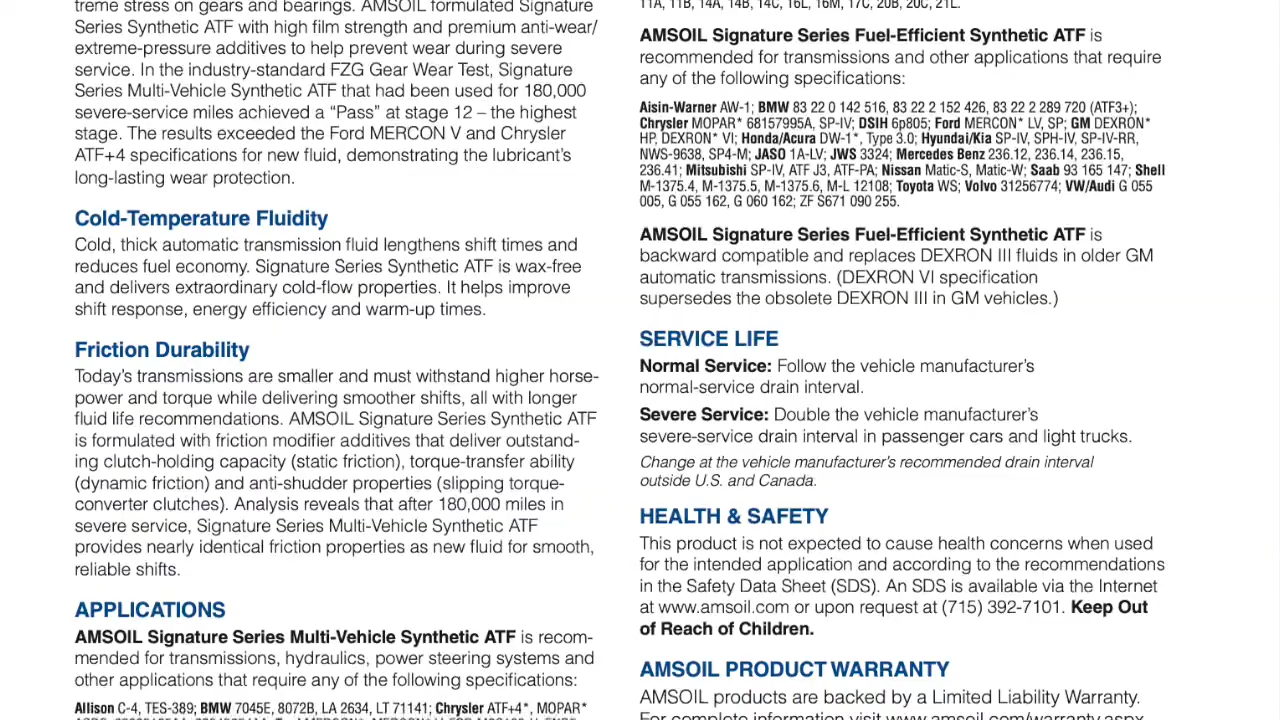 treme stress on gears and bearings. AMSOIL formulated Signature
Series Synthetic ATF with high film strength and premium anti-wear/
extreme-pressure additives to help prevent wear during severe
service. In the industry-standard FZG Gear Wear Test, Signature
Series Multi-Vehicle Synthetic ATF that had been used for 180,000
severe-service miles achieved a “Pass” at stage 12 – the highest
stage. The results exceeded the Ford MERCON V and Chrysler
ATF+4 specifications for new fluid, demonstrating the lubricant’s
long-lasting wear protection.
Cold-Temperature Fluidity
Cold, thick automatic transmission fluid lengthens shift times and
reduces fuel economy. Signature Series Synthetic ATF is wax-free
and delivers extraordinary cold-flow properties. It helps improve
shift response, energy efficiency and warm-up times.
Friction Durability
Today’s transmissions are smaller and must withstand higher horse-
power and torque while delivering smoother shifts, all with longer
fluid life recommendations. AMSOIL Signature Series Synthetic ATF
is formulated with friction modifier additives that deliver outstand-
ing clutch-holding capacity (static friction), torque-transfer ability
(dynamic friction) and anti-shudder properties (slipping torque-
converter clutches). Analysis reveals that after 180,000 miles in
severe service, Signature Series Multi-Vehicle Synthetic ATF
provides nearly identical friction properties as new fluid for smooth,
reliable shifts.
APPLICATIONS
AMSOIL Signature Series Multi-Vehicle Synthetic ATF is recom-
mended for transmissions, hydraulics, power steering systems and
other applications that require any of the following specifications:
Allison C-4, TES-389; BMW 7045E, 8072B, LA 2634, LT 71141; Chrysler ATF+4*, MOPAR*
11A, 11B, 14A, 14B, 14C, 16L, 16M, 17C, 20B, 20C, 21L.
AMSOIL Signature Series Fuel-Efficient Synthetic ATF is
recommended for transmissions and other applications that require
any of the following specifications:
Aisin-Warner AW-1; BMW 83 22 0 142 516, 83 22 2 152 426, 83 22 2 289 720 (ATF3+);
Chrysler MOPAR* 68157995A, SP-IV; DSIH 6p805; Ford MERCON* LV, SP; GM DEXRON*
HP, DEXRON* VI; Honda/Acura DW-1*, Type 3.0; Hyundai/Kia SP-IV, SPH-IV, SP-IV-RR,
NWS-9638, SP4-M; JASO 1A-LV; JWS 3324; Mercedes Benz 236.12, 236.14, 236.15,
236.41; Mitsubishi SP-IV, ATF J3, ATF-PA; Nissan Matic-S, Matic-W; Saab 93 165 147; Shell
M-1375.4, M-1375.5, M-1375.6, M-L 12108; Toyota WS; Volvo 31256774; VW/Audi G 055
005, G 055 162, G 060 162; ZF S671 090 255.
AMSOIL Signature Series Fuel-Efficient Synthetic ATF is
backward compatible and replaces DEXRON III fluids in older GM
automatic transmissions. (DEXRON VI specification
supersedes the obsolete DEXRON III in GM vehicles.)
SERVICE LIFE
Normal Service: Follow the vehicle manufacturer’s
normal-service drain interval.
Severe Service: Double the vehicle manufacturer’s
severe-service drain interval in passenger cars and light trucks.
Change at the vehicle manufacturer’s recommended drain interval
outside U.S. and Canada.
HEALTH & SAFETY
This product is not expected to cause health concerns when used
for the intended application and according to the recommendations
in the Safety Data Sheet (SDS). An SDS is available via the Internet
at www.amsoil.com or upon request at (715) 392-7101. Keep Out
of Reach of Children.
AMSOIL PRODUCT WARRANTY
AMSOIL products are backed by a Limited Liability Warranty.
For complete information visit www.amsoil.com/warranty.aspx